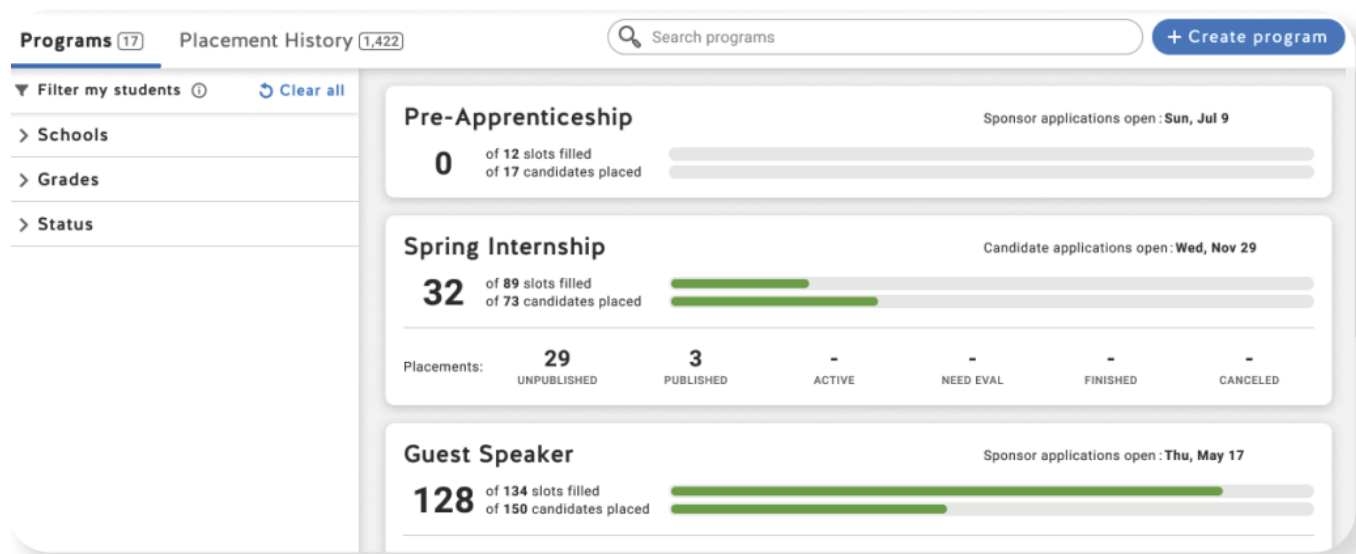 Programs 17 Placement History 1,422 Search programs + Create program
Filter my students Clear all
Schools
Grades
Status
Pre-Apprenticeship Sponsor applications open : Sun, Jul 9
0 of 12 slots filled
of 17 candidates placed
Spring Internship Candidate applications open: Wed, Nov 29
32 of 89 slots filled
of 73 candidates placed
Placements: 29 3 - - - -
UNPUBLISHED PUBLISHED ACTIVE NEED EVAL FINISHED CANCELED
Guest Speaker Sponsor applications open : Thu, May 17
128 of 134 slots filled
of 150 candidates placed